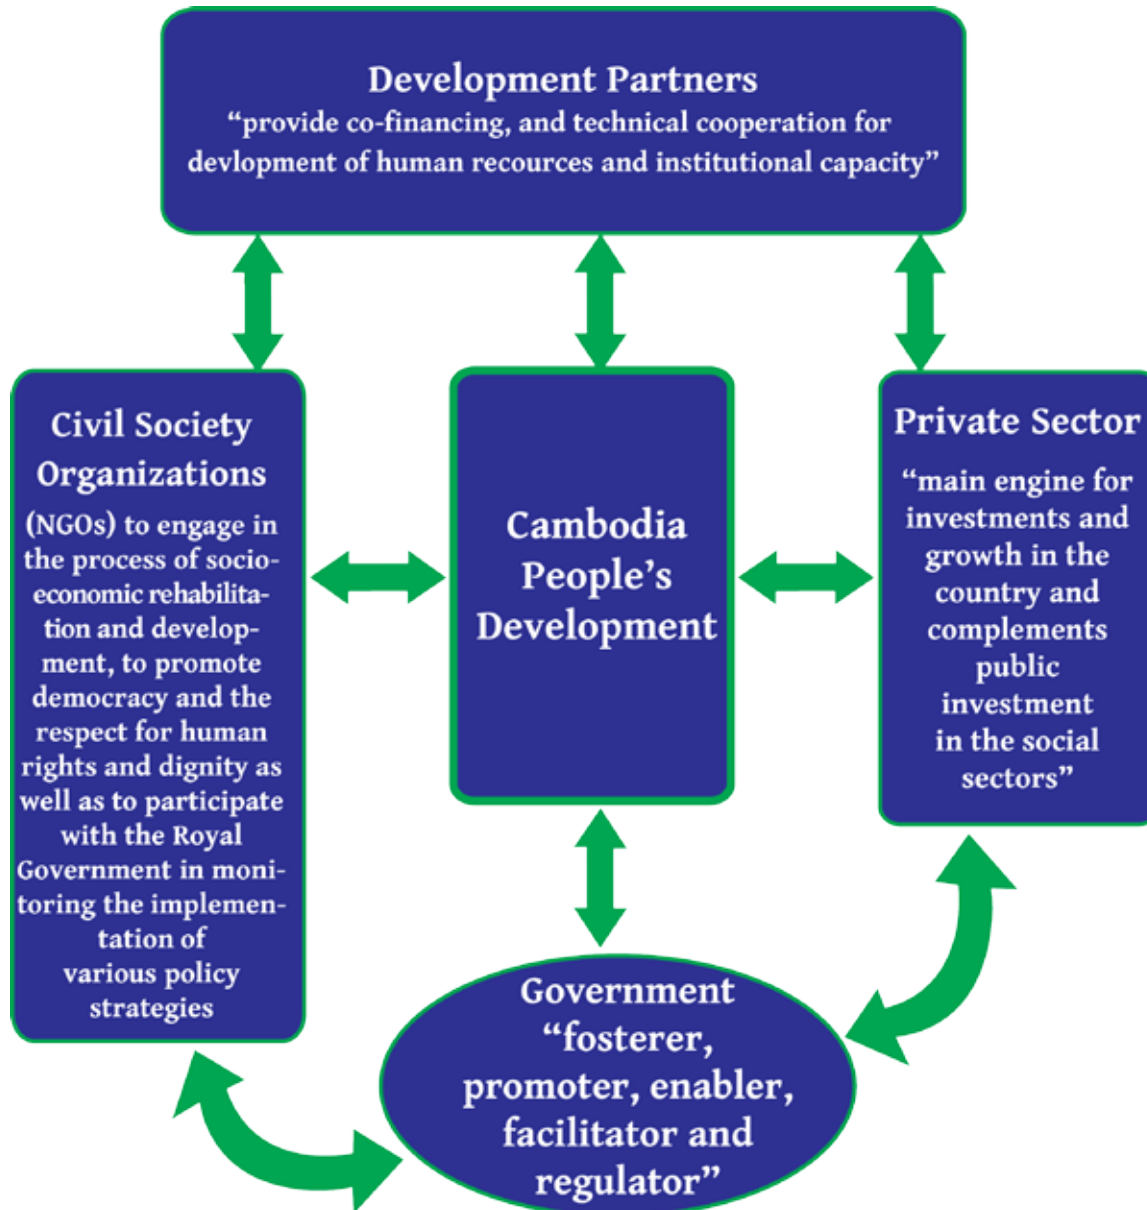 Development Partners
“provide co-financing, and technical cooperation for
devlopment of human recources and institutional capacity”
Civil Society
Organizations
(NGOs) to engage in
the process of socio-
economic rehabilita-
tion and develop-
ment, to promote
democracy and the
respect for human
rights and dignity as
well as to participate
with the Royal
Government in moni-
toring the implemen-
tation of
various policy
strategies
Cambodia
People’s
Development
Private Sector
“main engine for
investments and
growth in the
country and
complements
public
investment
in the social
sectors”
Government
“fosterer,
promoter, enabler,
facilitator and
regulator”